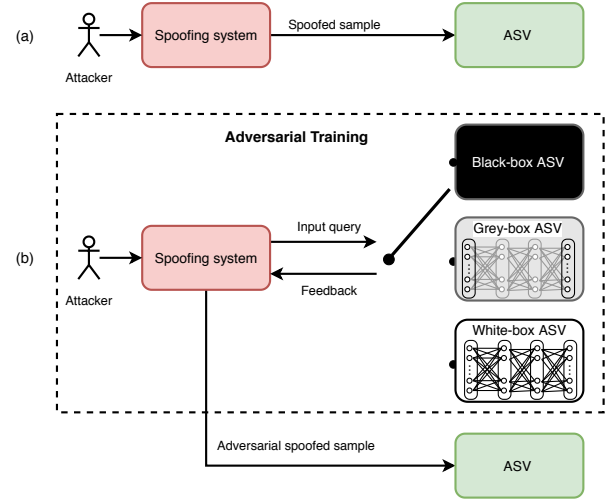 (a)
Attacker
Spoofing system
Spoofed sample
ASV
Adversarial Training
Black-box ASV
(b)
Attacker
Spoofing system
Input query
Feedback
Grey-box ASV
White-box ASV
Adversarial spoofed sample
ASV